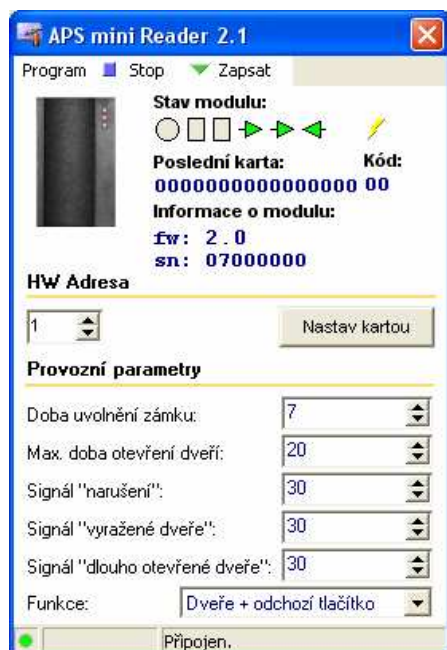 APS mini Reader 2.1
Program Stop Zapsat
Stav modulu:
Poslední karta: Kód:
0000000000000000 00
Informace o modulu:
fw: 2.0
sn: 07000000
HW Adresa
1 Nastav kartou
Provozní parametry
Doba uvolnění zámku: 7
Max. doba otevření dveří: 20
Signál "narušení": 30
Signál "vyražené dveře": 30
Signál "dlouho otevřené dveře": 30
Funkce: Dveře + odchozí tlačítko
Připojen.